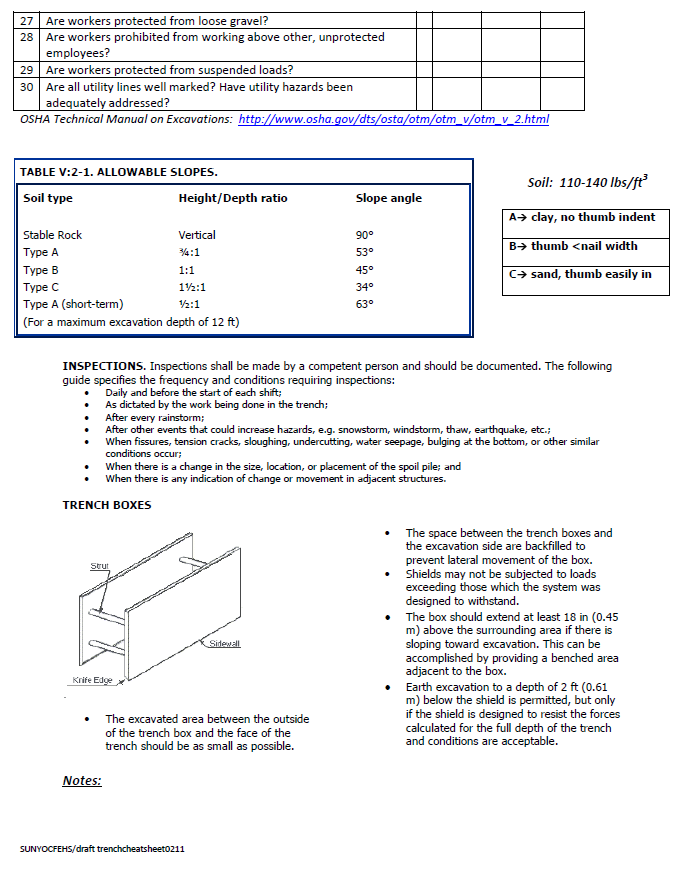 27 Are workers protected from loose gravel?
28 Are workers prohibited from working above other, unprotected
employees?
29 Are workers protected from suspended loads?
30 Are all utility lines well marked? Have utility hazards been
adequately addressed?
OSHA Technical Manual on Excavations: http://www.osha.gov/dts/osta/otm/otm_v/otm_v_2.html
TABLE V:2-1. ALLOWABLE SLOPES.
Soil type Height/Depth ratio Slope angle
Stable Rock Vertical 90°
Type A ¾:1 53°
Type B 1:1 45°
Type C 1½:1 34°
Type A (short-term) ½:1 63°
(For a maximum excavation depth of 12 ft)
Soil: 110-140 lbs/ft³
A→ clay, no thumb indent
B→ thumb <nail width
C→ sand, thumb easily in
INSPECTIONS. Inspections shall be made by a competent person and should be documented. The following
guide specifies the frequency and conditions requiring inspections:
• Daily and before the start of each shift;
• As dictated by the work being done in the trench;
• After every rainstorm;
• After other events that could increase hazards, e.g. snowstorm, windstorm, thaw, earthquake, etc.;
• When fissures, tension cracks, sloughing, undercutting, water seepage, bulging at the bottom, or other similar
conditions occur;
• When there is a change in the size, location, or placement of the spoil pile; and
• When there is any indication of change or movement in adjacent structures.
TRENCH BOXES
Strut
Sidewall
Knife Edge
• The excavated area between the outside
of the trench box and the face of the
trench should be as small as possible.
• The space between the trench boxes and
the excavation side are backfilled to
prevent lateral movement of the box.
• Shields may not be subjected to loads
exceeding those which the system was
designed to withstand.
• The box should extend at least 18 in (0.45
m) above the surrounding area if there is
sloping toward excavation. This can be
accomplished by providing a benched area
adjacent to the box.
• Earth excavation to a depth of 2 ft (0.61
m) below the shield is permitted, but only
if the shield is designed to resist the forces
calculated for the full depth of the trench
and conditions are acceptable.
Notes:
SUNYOCFEHS/draft trenchcheatsheet0211